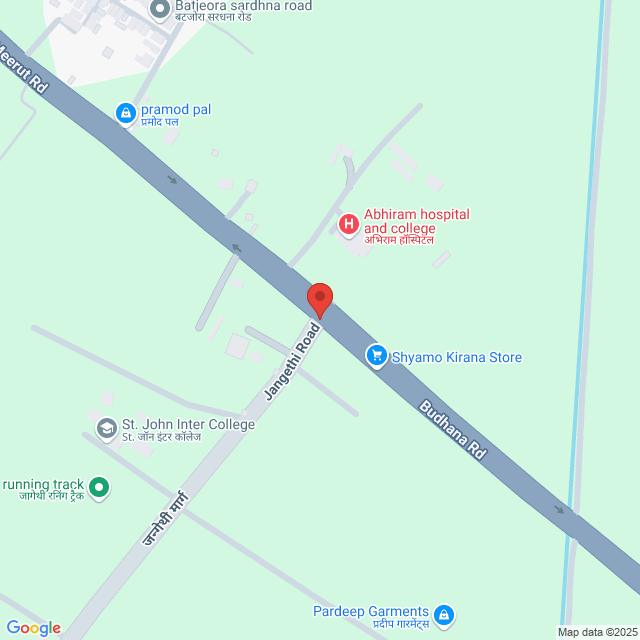 Batjeora sardhna road
बटजोरा सरधना रोड
Meerut Rd
pramod pal
प्रमोद पल
Abhiram hospital
and college
अभिराम हॉस्पिटल
Jangethi Road
Shyamo Kirana Store
Budhana Rd
St. John Inter College
St. जॉन इंटर कॉलेज
running track
जागेथी रनिंग ट्रैक
जनगेथी मार्ग
Pardeep Garments
प्रदीप गारमेंट्स
Google
Map data ©2025